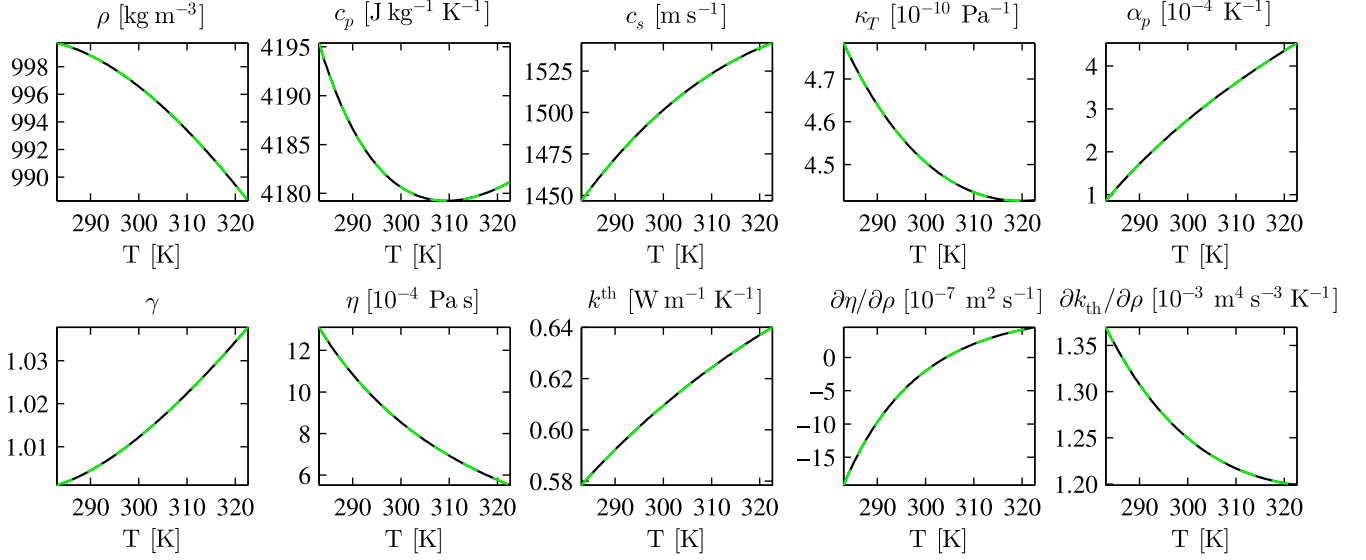 ρ [kg m⁻³]
c_p [J kg⁻¹ K⁻¹]
c_s [m s⁻¹]
κ_T [10⁻¹⁰ Pa⁻¹]
α_p [10⁻⁴ K⁻¹]
998
996
994
992
990
4195
4190
4185
4180
1525
1500
1475
1450
4.7
4.6
4.5
4
3
2
1
290 300 310 320
290 300 310 320
290 300 310 320
290 300 310 320
290 300 310 320
T [K]
T [K]
T [K]
T [K]
T [K]
γ
η [10⁻⁴ Pa s]
k^th [W m⁻¹ K⁻¹]
∂η/∂ρ [10⁻⁷ m² s⁻¹]
∂k_th/∂ρ [10⁻³ m⁴ s⁻³ K⁻¹]
1.03
1.02
1.01
12
10
8
6
0.64
0.62
0.60
0.58
0
−5
−10
−15
1.35
1.30
1.25
1.20
290 300 310 320
290 300 310 320
290 300 310 320
290 300 310 320
290 300 310 320
T [K]
T [K]
T [K]
T [K]
T [K]